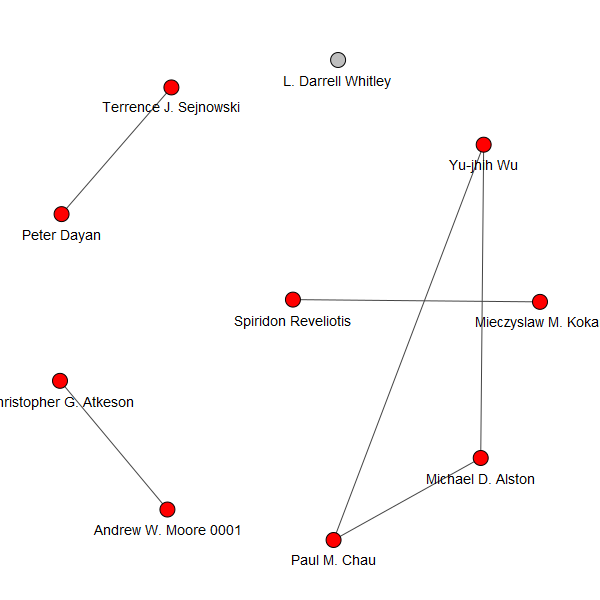 L. Darrell Whitley
Terrence J. Sejnowski
Yu-jhih Wu
Peter Dayan
Spiridon Reveliotis
Mieczyslaw M. Koka
hristopher G. Atkeson
Michael D. Alston
Andrew W. Moore 0001
Paul M. Chau